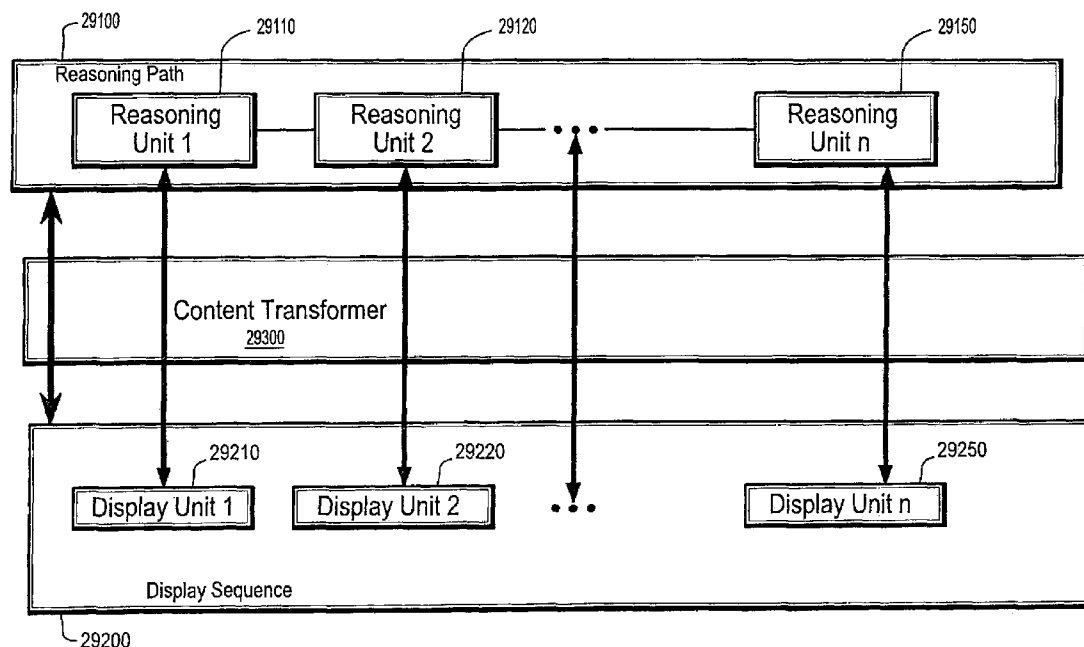 29100
29110
29120
29150
Reasoning Path
Reasoning
Unit 1
Reasoning
Unit 2
• • •
Reasoning
Unit n
Content Transformer
29300
29210
29220
29250
Display Unit 1
Display Unit 2
• • •
Display Unit n
Display Sequence
29200